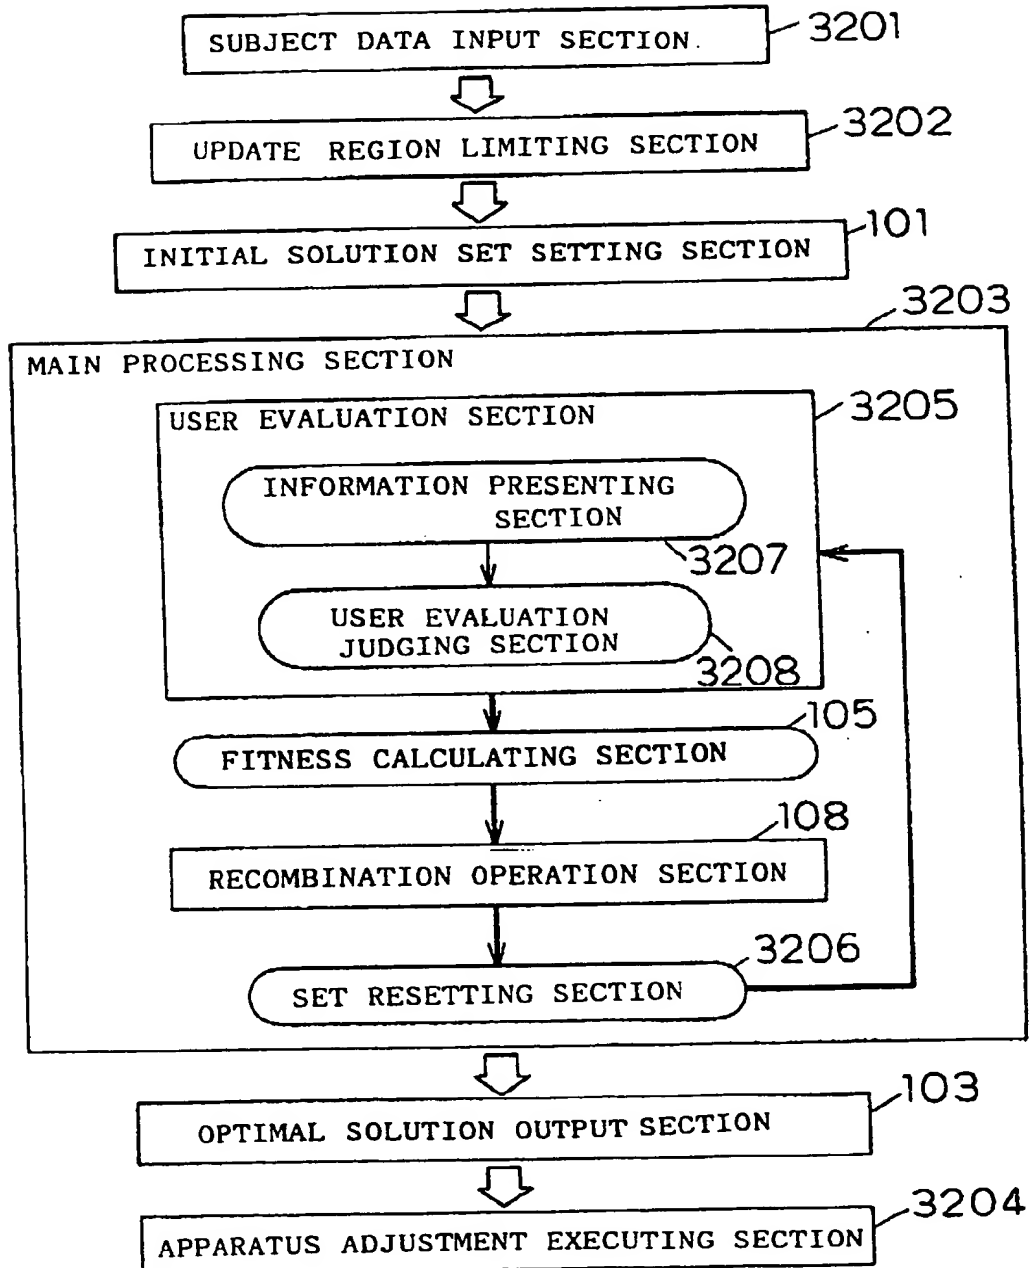 SUBJECT DATA INPUT SECTION
3201
UPDATE REGION LIMITING SECTION
3202
INITIAL SOLUTION SET SETTING SECTION
101
3203
MAIN PROCESSING SECTION
USER EVALUATION SECTION
3205
INFORMATION PRESENTING
SECTION
3207
USER EVALUATION
JUDGING SECTION
3208
105
FITNESS CALCULATING SECTION
108
RECOMBINATION OPERATION SECTION
3206
SET RESETTING SECTION
103
OPTIMAL SOLUTION OUTPUT SECTION
3204
APPARATUS ADJUSTMENT EXECUTING SECTION